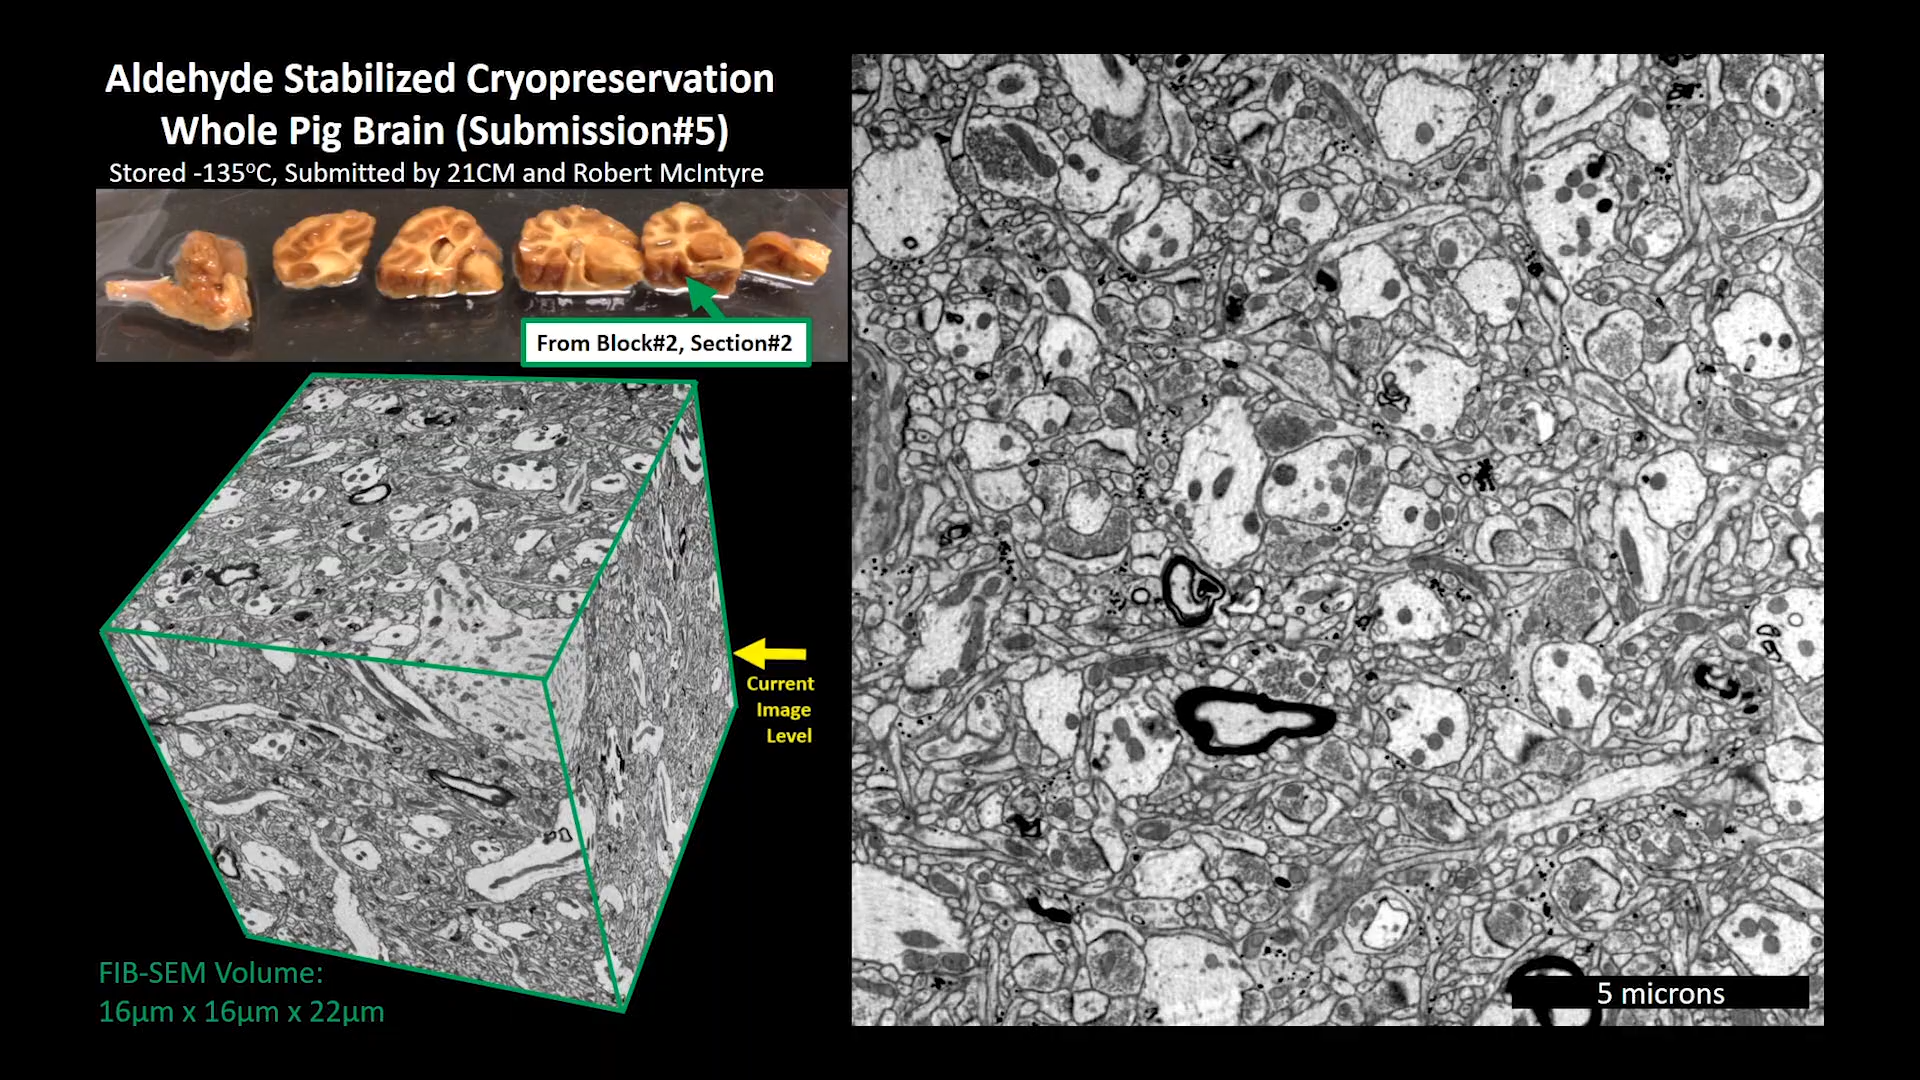 Aldehyde Stabilized Cryopreservation
Whole Pig Brain (Submission#5)
Stored -135°C, Submitted by 21CM and Robert McIntyre
From Block#2, Section#2
Current
Image
Level
FIB-SEM Volume:
16µm x 16µm x 22µm
5 microns